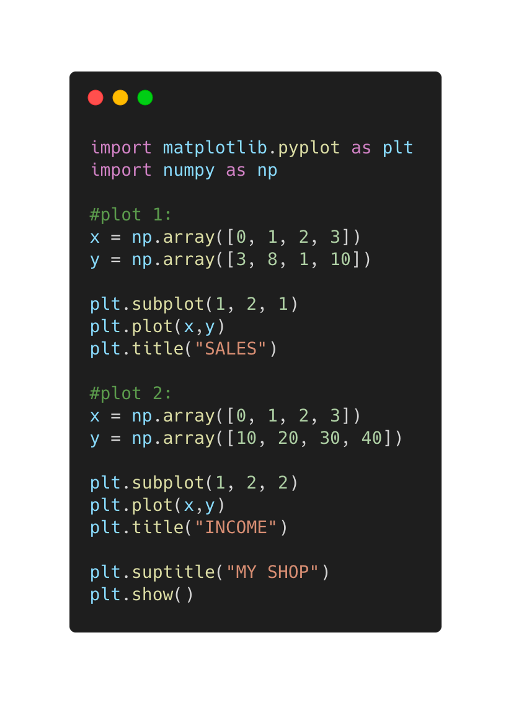 import matplotlib.pyplot as plt
import numpy as np
#plot 1:
x = np.array([0, 1, 2, 3])
y = np.array([3, 8, 1, 10])
plt.subplot(1, 2, 1)
plt.plot(x,y)
plt.title("SALES")
#plot 2:
x = np.array([0, 1, 2, 3])
y = np.array([10, 20, 30, 40])
plt.subplot(1, 2, 2)
plt.plot(x,y)
plt.title("INCOME")
plt.suptitle("MY SHOP")
plt.show()